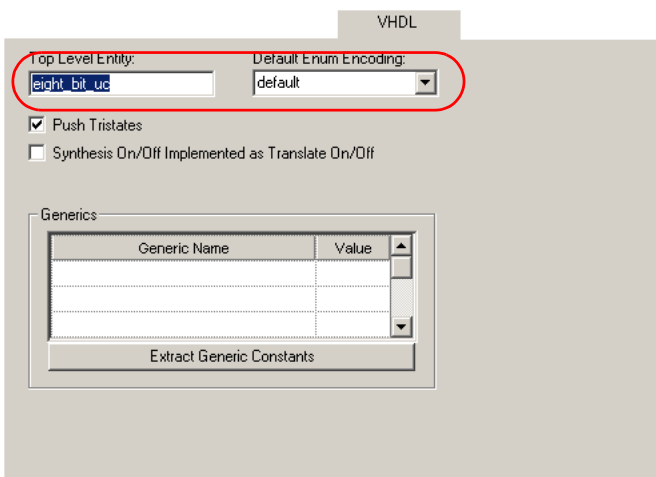 VHDL
Top Level Entity: Default Enum Encoding:
eight_bit_uc default
Push Tristates
Synthesis On/Off Implemented as Translate On/Off
Generics
Generic Name Value
Extract Generic Constants